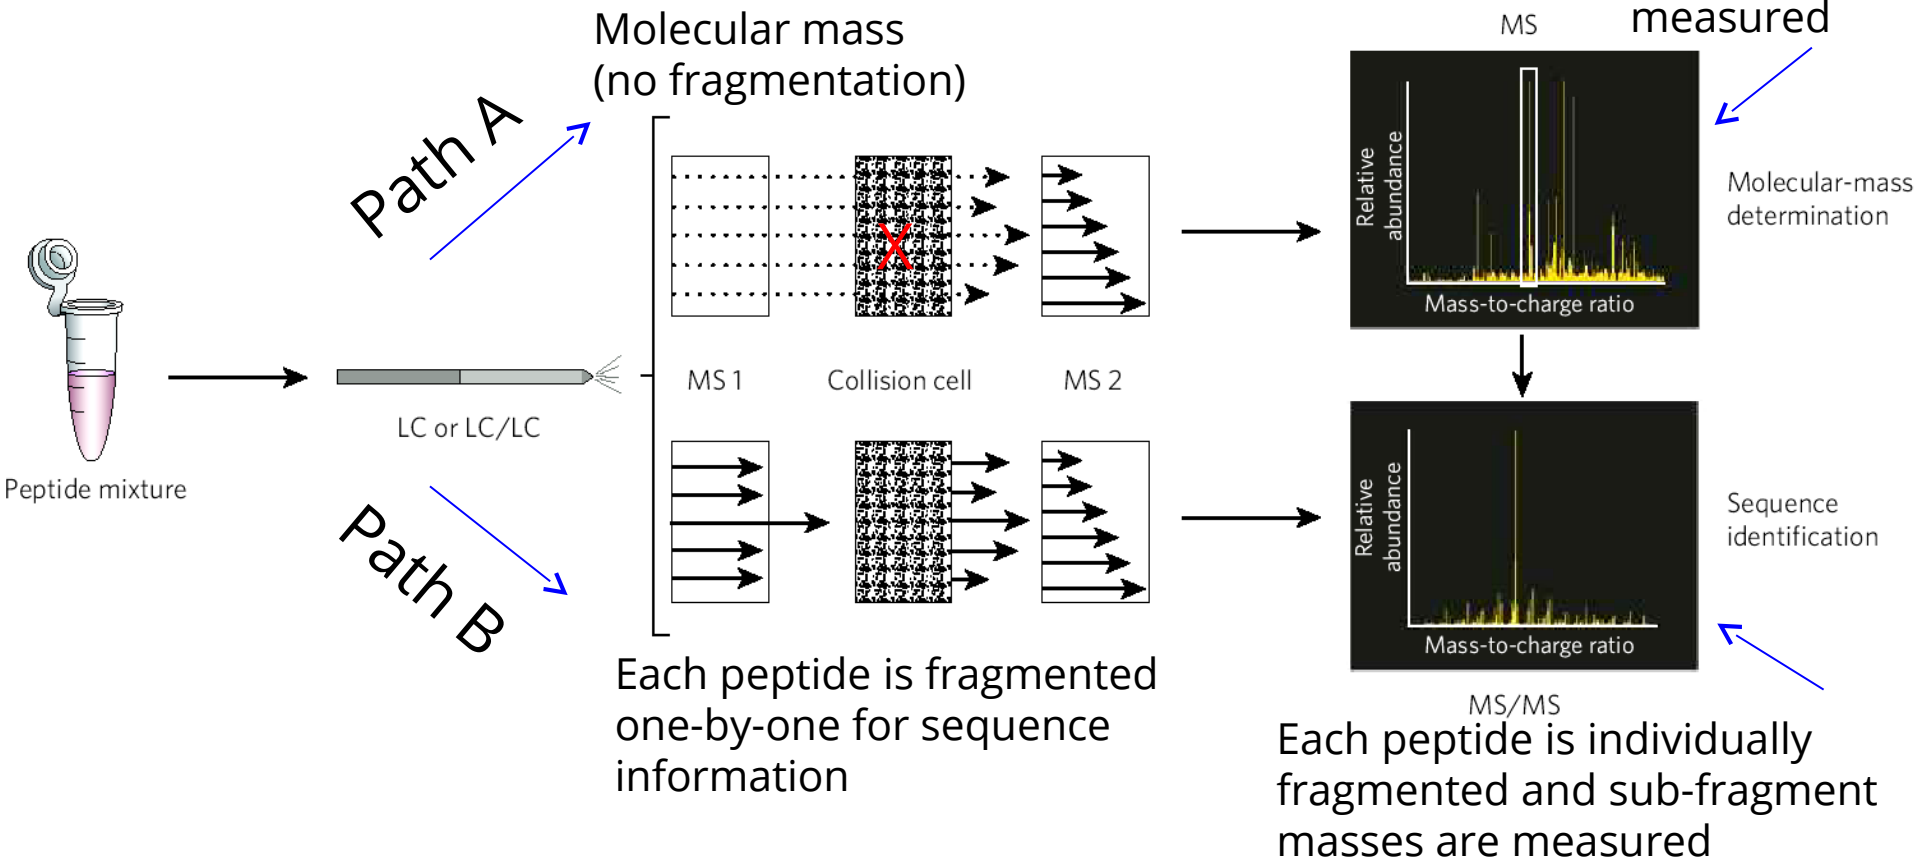 Molecular mass
(no fragmentation)
MS
measured
Path A
Relative
abundance
Mass-to-charge ratio
Molecular-mass
determination
X
MS 1
Collision cell
MS 2
LC or LC/LC
Peptide mixture
Path B
Relative
abundance
Mass-to-charge ratio
Sequence
identification
MS/MS
Each peptide is fragmented
one-by-one for sequence
information
Each peptide is individually
fragmented and sub-fragment
masses are measured